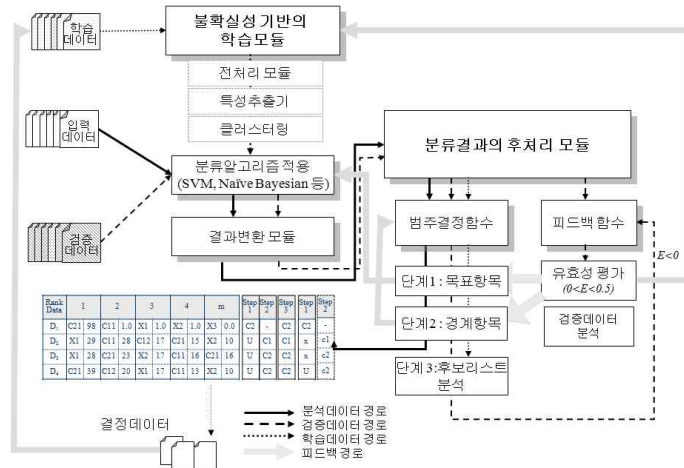 학습
데이터
불확실성 기반의
학습모듈
전처리 모듈
특성추출기
클러스터링
입력
데이터
분류알고리즘 적용
(SVM, Naïve Bayesian 등)
분류결과의 후처리 모듈
검증
데이터
결과변환 모듈
범주결정함수
피드백 함수
E<0
단계1 : 목표항목
유효성 평가
(0<E<0.5)
단계2 : 경계항목
검증데이터
분석
단계 3:후보리스트
분석
Rank Data 1 2 3 4 m Step 1 Step 2 Step 3 Step 1 Step 2
D₁ C21 98 C11 1.0 X1 1.0 X2 1.0 X3 0.0 C2 - C2 C2 -
D₂ X1 29 C11 28 C12 17 C21 15 X2 10 U C1 C1 x c1
D₃ X1 28 C21 23 X2 17 C11 16 C21 16 U C2 C2 x c2
D₄ C21 39 C12 20 X1 17 C11 13 X2 10 U C2 C2 U c2
결정데이터
분석데이터 경로
검증데이터 경로
학습데이터 경로
피드백 경로